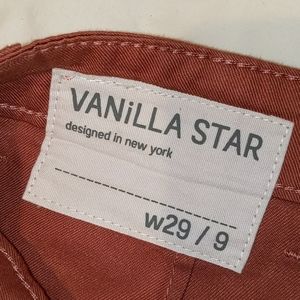 VANiLLA STAR
designed in new york
w29 / 9